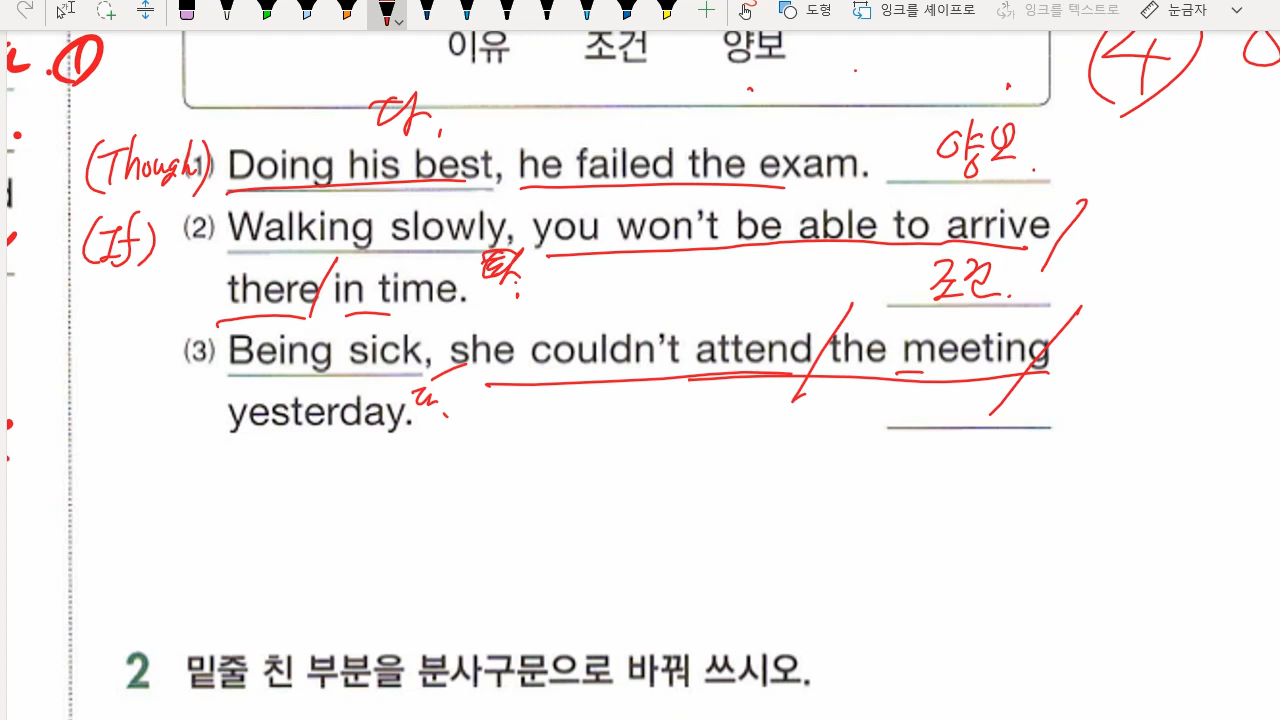 도형 잉크를 셰이프로 잉크를 텍스트로 눈금자
이유 조건 양보
④
①
(Though) (1) Doing his best, he failed the exam. 양보.
(If) (2) Walking slowly, you won't be able to arrive
there in time. 조건.
(3) Being sick, she couldn't attend the meeting
yesterday.
2 밑줄 친 부분을 분사구문으로 바꿔 쓰시오.